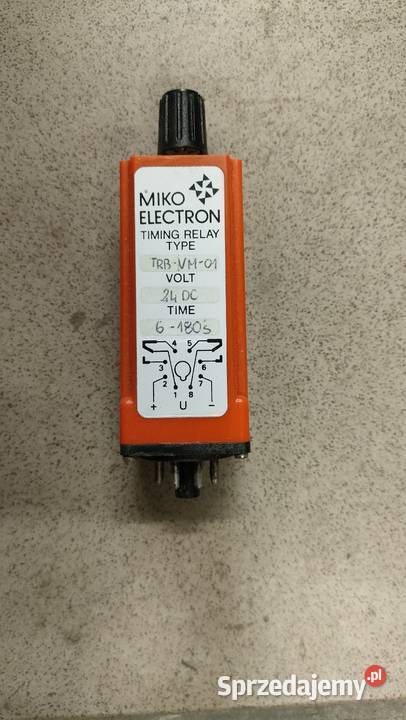 MIKO
ELECTRON
TIMING RELAY
TYPE
TRB-VM-01
VOLT
24 DC
TIME
6-180s
4 5
3 6
2 7
1 8
+ U -
Sprzedajemy.pl